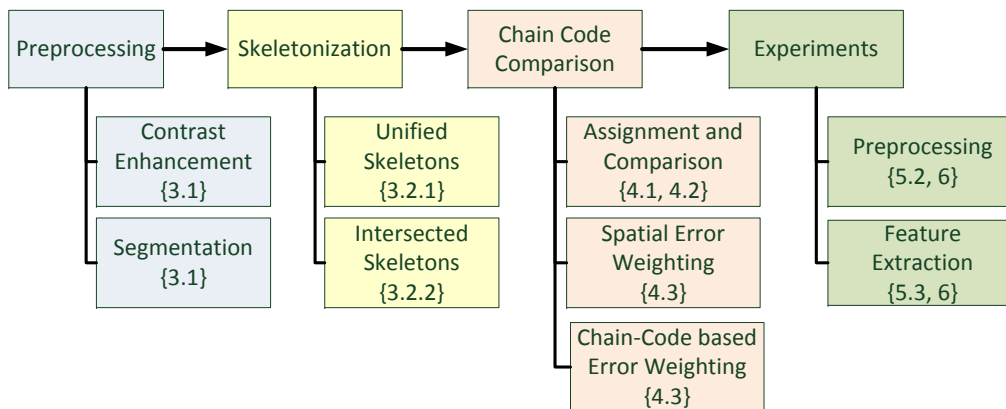 Preprocessing
Skeletonization
Chain Code
Comparison
Experiments
Contrast
Enhancement
{3.1}
Segmentation
{3.1}
Unified
Skeletons
{3.2.1}
Intersected
Skeletons
{3.2.2}
Assignment and
Comparison
{4.1, 4.2}
Spatial Error
Weighting
{4.3}
Chain-Code based
Error Weighting
{4.3}
Preprocessing
{5.2, 6}
Feature
Extraction
{5.3, 6}